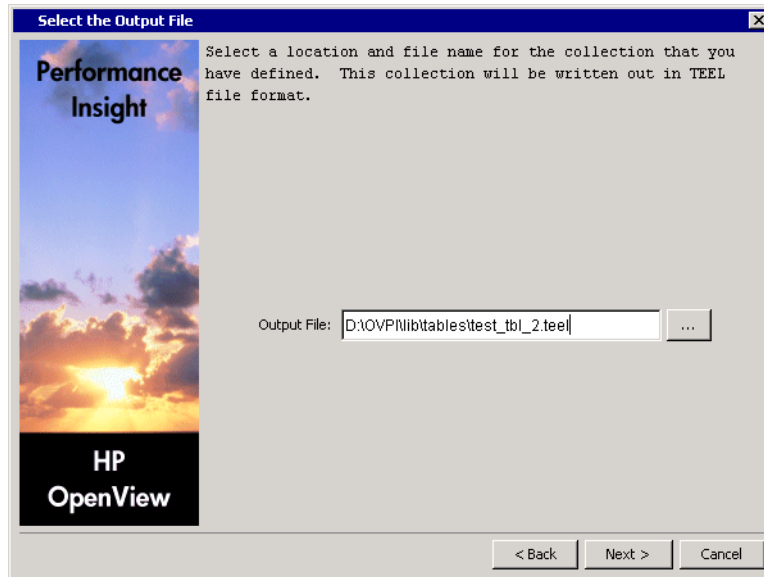 Select the Output File
Performance
Insight
Select a location and file name for the collection that you
have defined.  This collection will be written out in TEEL
file format.
Output File: D:\OVPI\lib\tables\test_tbl_2.teel ...
HP
OpenView
< Back Next > Cancel